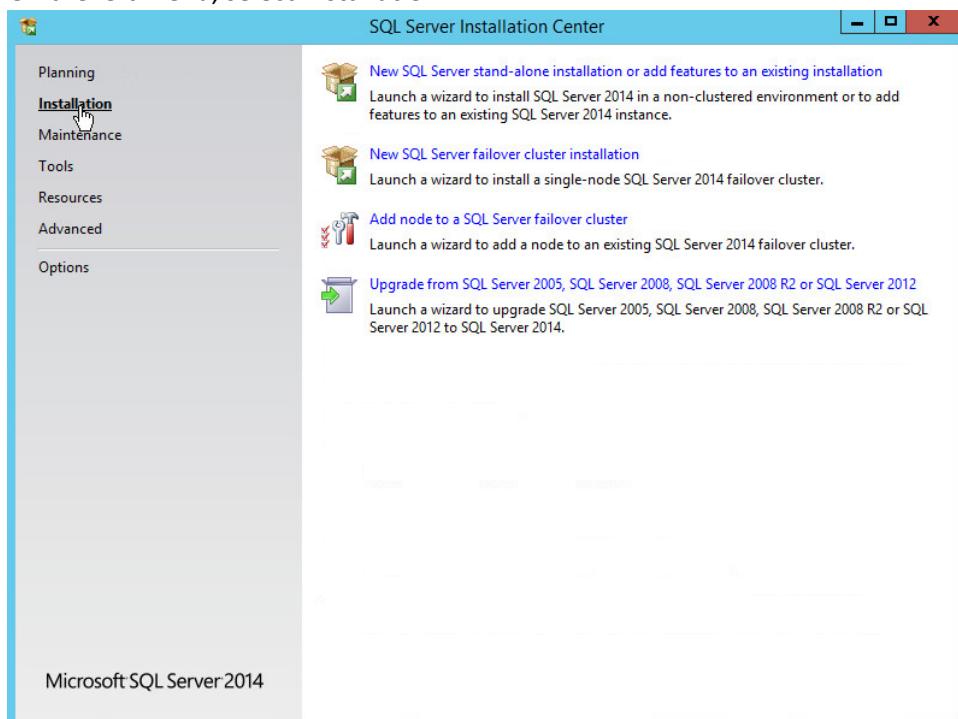 SQL Server Installation Center
Planning
Installation
Maintenance
Tools
Resources
Advanced
Options
New SQL Server stand-alone installation or add features to an existing installation
Launch a wizard to install SQL Server 2014 in a non-clustered environment or to add
features to an existing SQL Server 2014 instance.
New SQL Server failover cluster installation
Launch a wizard to install a single-node SQL Server 2014 failover cluster.
Add node to a SQL Server failover cluster
Launch a wizard to add a node to an existing SQL Server 2014 failover cluster.
Upgrade from SQL Server 2005, SQL Server 2008, SQL Server 2008 R2 or SQL Server 2012
Launch a wizard to upgrade SQL Server 2005, SQL Server 2008, SQL Server 2008 R2 or SQL
Server 2012 to SQL Server 2014.
Microsoft SQL Server 2014